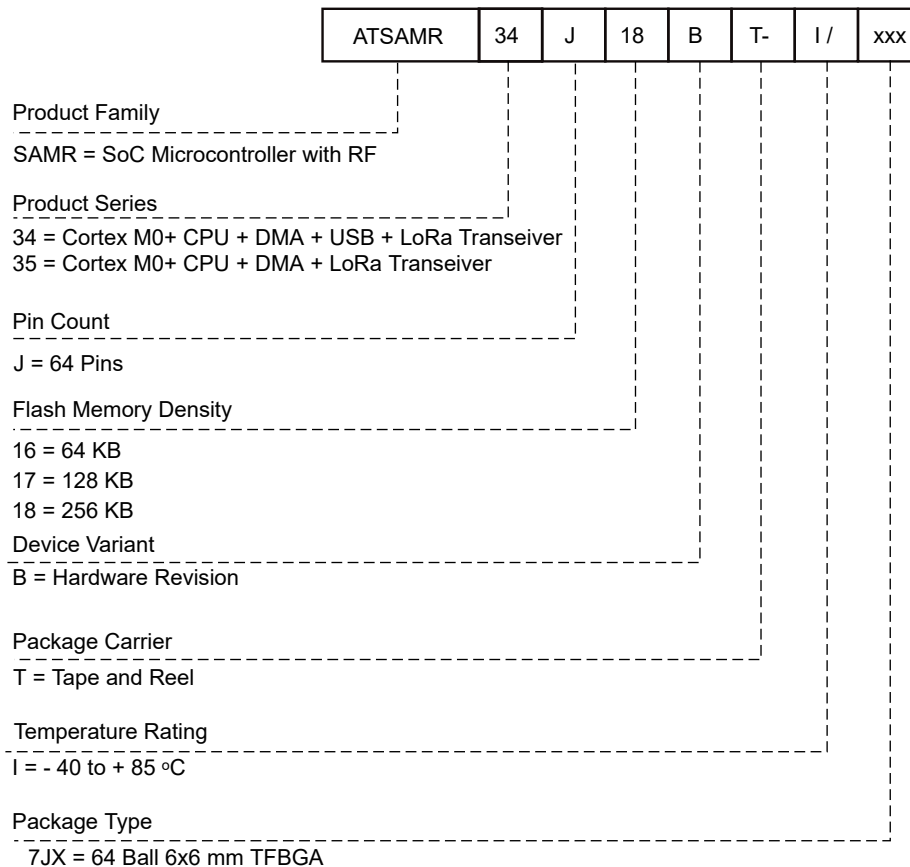 ATSAMR 34 J 18 B T- I / xxx
Product Family
SAMR = SoC Microcontroller with RF
Product Series
34 = Cortex M0+ CPU + DMA + USB + LoRa Transeiver
35 = Cortex M0+ CPU + DMA + LoRa Transeiver
Pin Count
J = 64 Pins
Flash Memory Density
16 = 64 KB
17 = 128 KB
18 = 256 KB
Device Variant
B = Hardware Revision
Package Carrier
T = Tape and Reel
Temperature Rating
I = - 40 to + 85 ºC
Package Type
7JX = 64 Ball 6x6 mm TFBGA